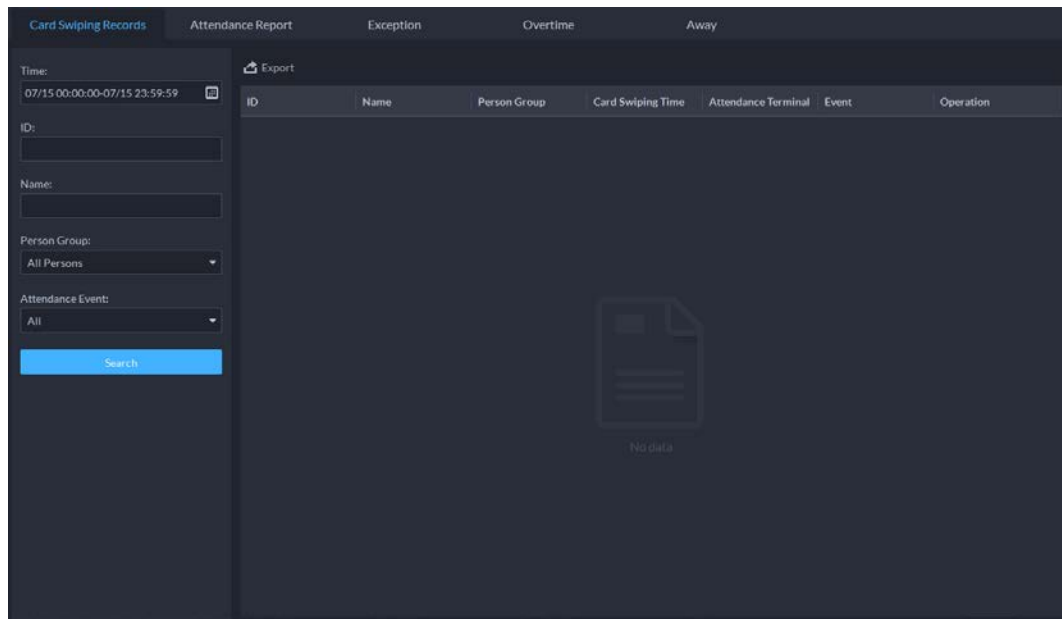 Card Swiping Records Attendance Report Exception Overtime Away
Time:
07/15 00:00:00-07/15 23:59:59
ID:
Name:
Person Group:
All Persons
Attendance Event:
All
Search
Export
ID Name Person Group Card Swiping Time Attendance Terminal Event Operation
No data